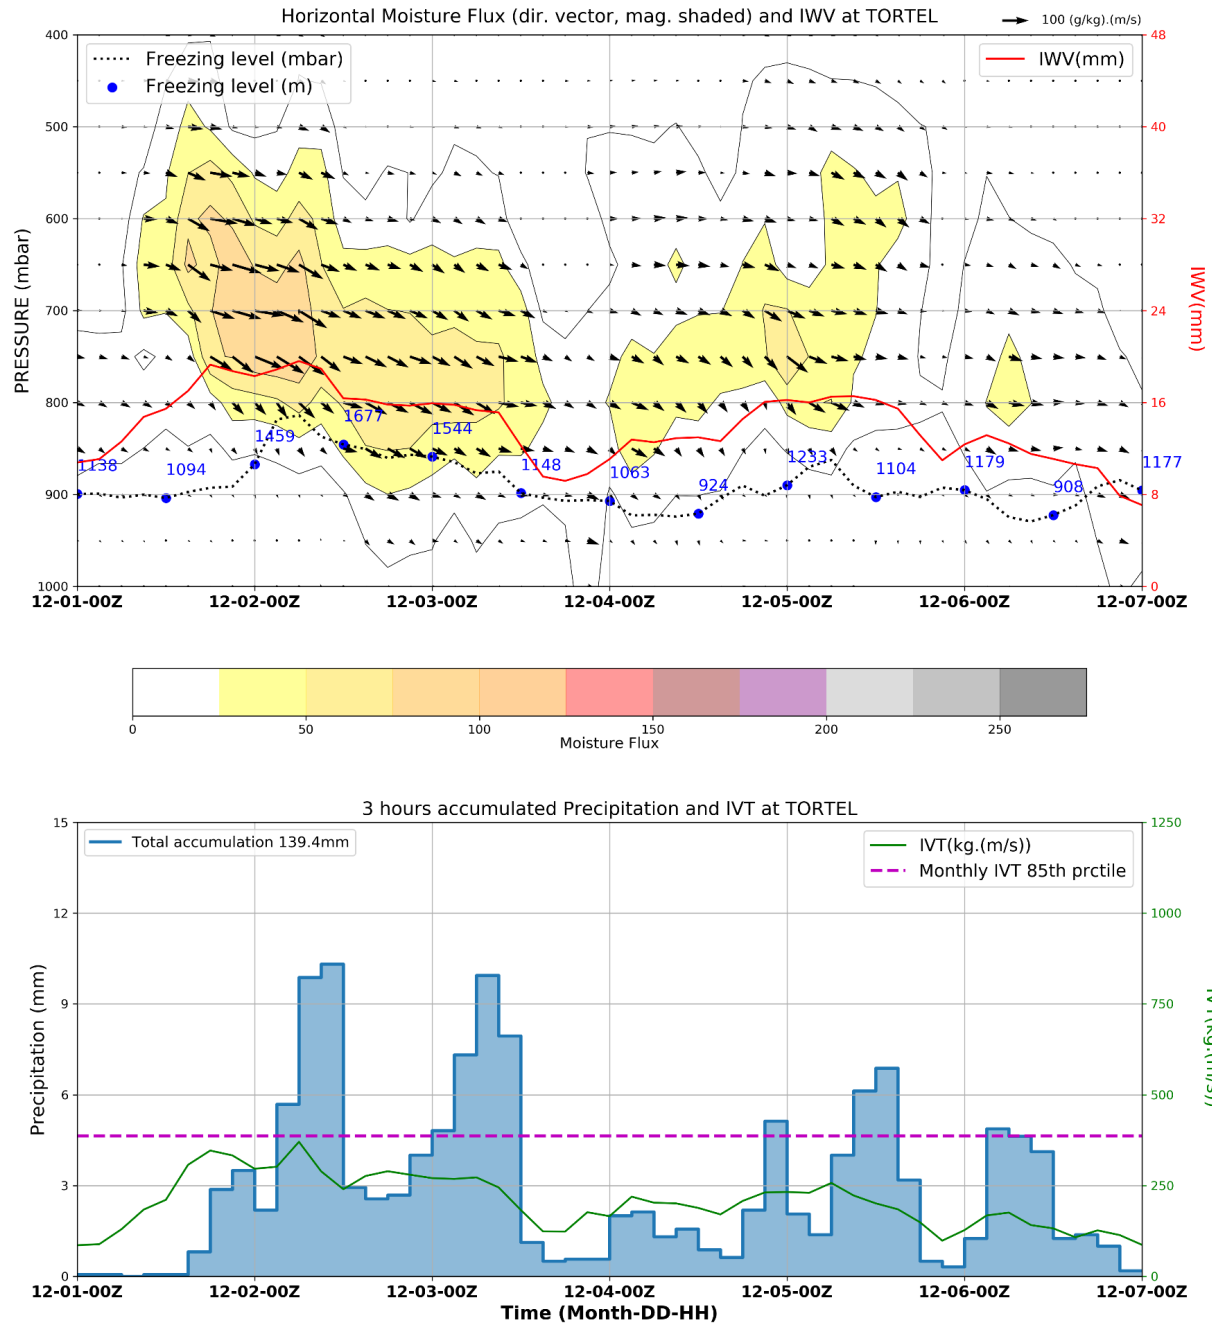 Horizontal Moisture Flux (dir. vector, mag. shaded) and IWV at TORTEL
100 (g/kg).(m/s)
Freezing level (mbar)
Freezing level (m)
IWV(mm)
PRESSURE (mbar)
400
500
600
700
800
900
1000
48
40
32
24
16
8
0
IWV(mm)
1138
1094
1459
1677
1544
1148
1063
924
1233
1104
1179
908
1177
12-01-00Z
12-02-00Z
12-03-00Z
12-04-00Z
12-05-00Z
12-06-00Z
12-07-00Z
0
50
100
150
200
250
Moisture Flux
3 hours accumulated Precipitation and IVT at TORTEL
Total accumulation 139.4mm
IVT(kg.(m/s))
Monthly IVT 85th prctile
Precipitation (mm)
15
12
9
6
3
0
1250
1000
750
500
250
0
IVT(kg.(m/s))
12-01-00Z
12-02-00Z
12-03-00Z
12-04-00Z
12-05-00Z
12-06-00Z
12-07-00Z
Time (Month-DD-HH)